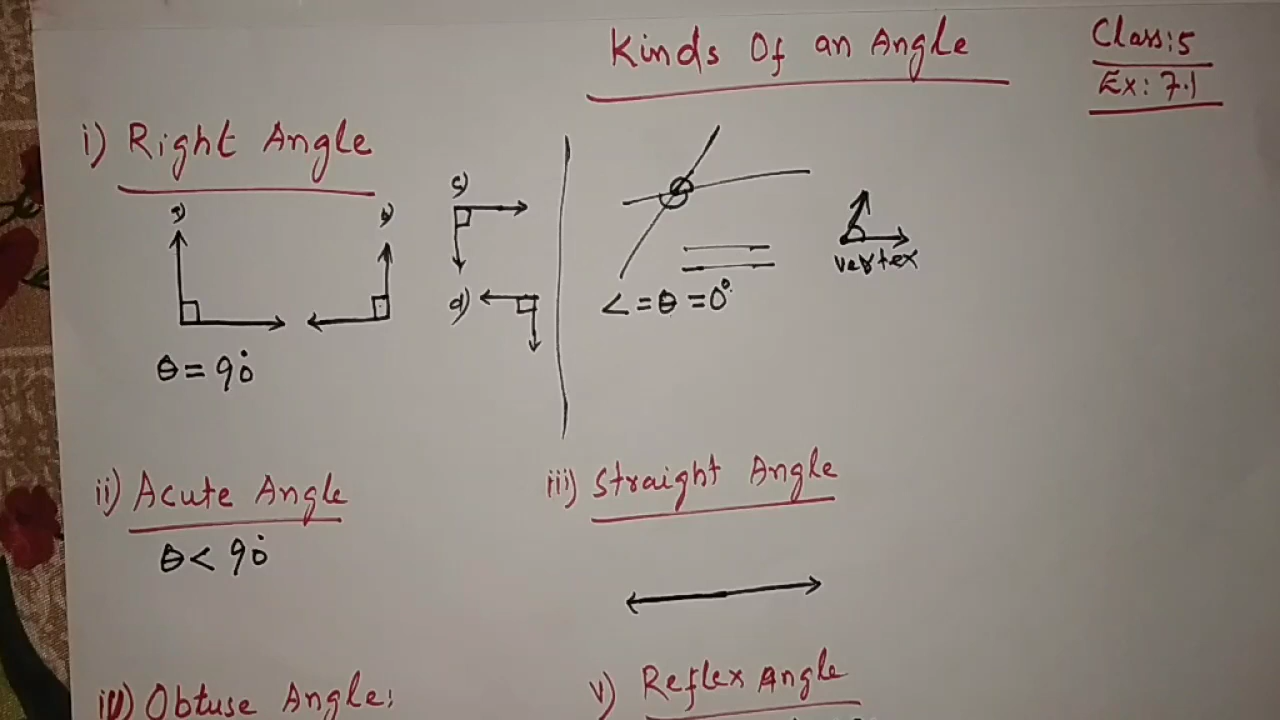 Kinds Of an Angle
Class: 5
Ex: 7.1
i) Right Angle
a)
b)
c)
d)
θ = 90°
vertex
∠ = θ = 0°
ii) Acute Angle
θ < 90°
iii) Straight Angle
iv) Obtuse Angle:
v) Reflex Angle